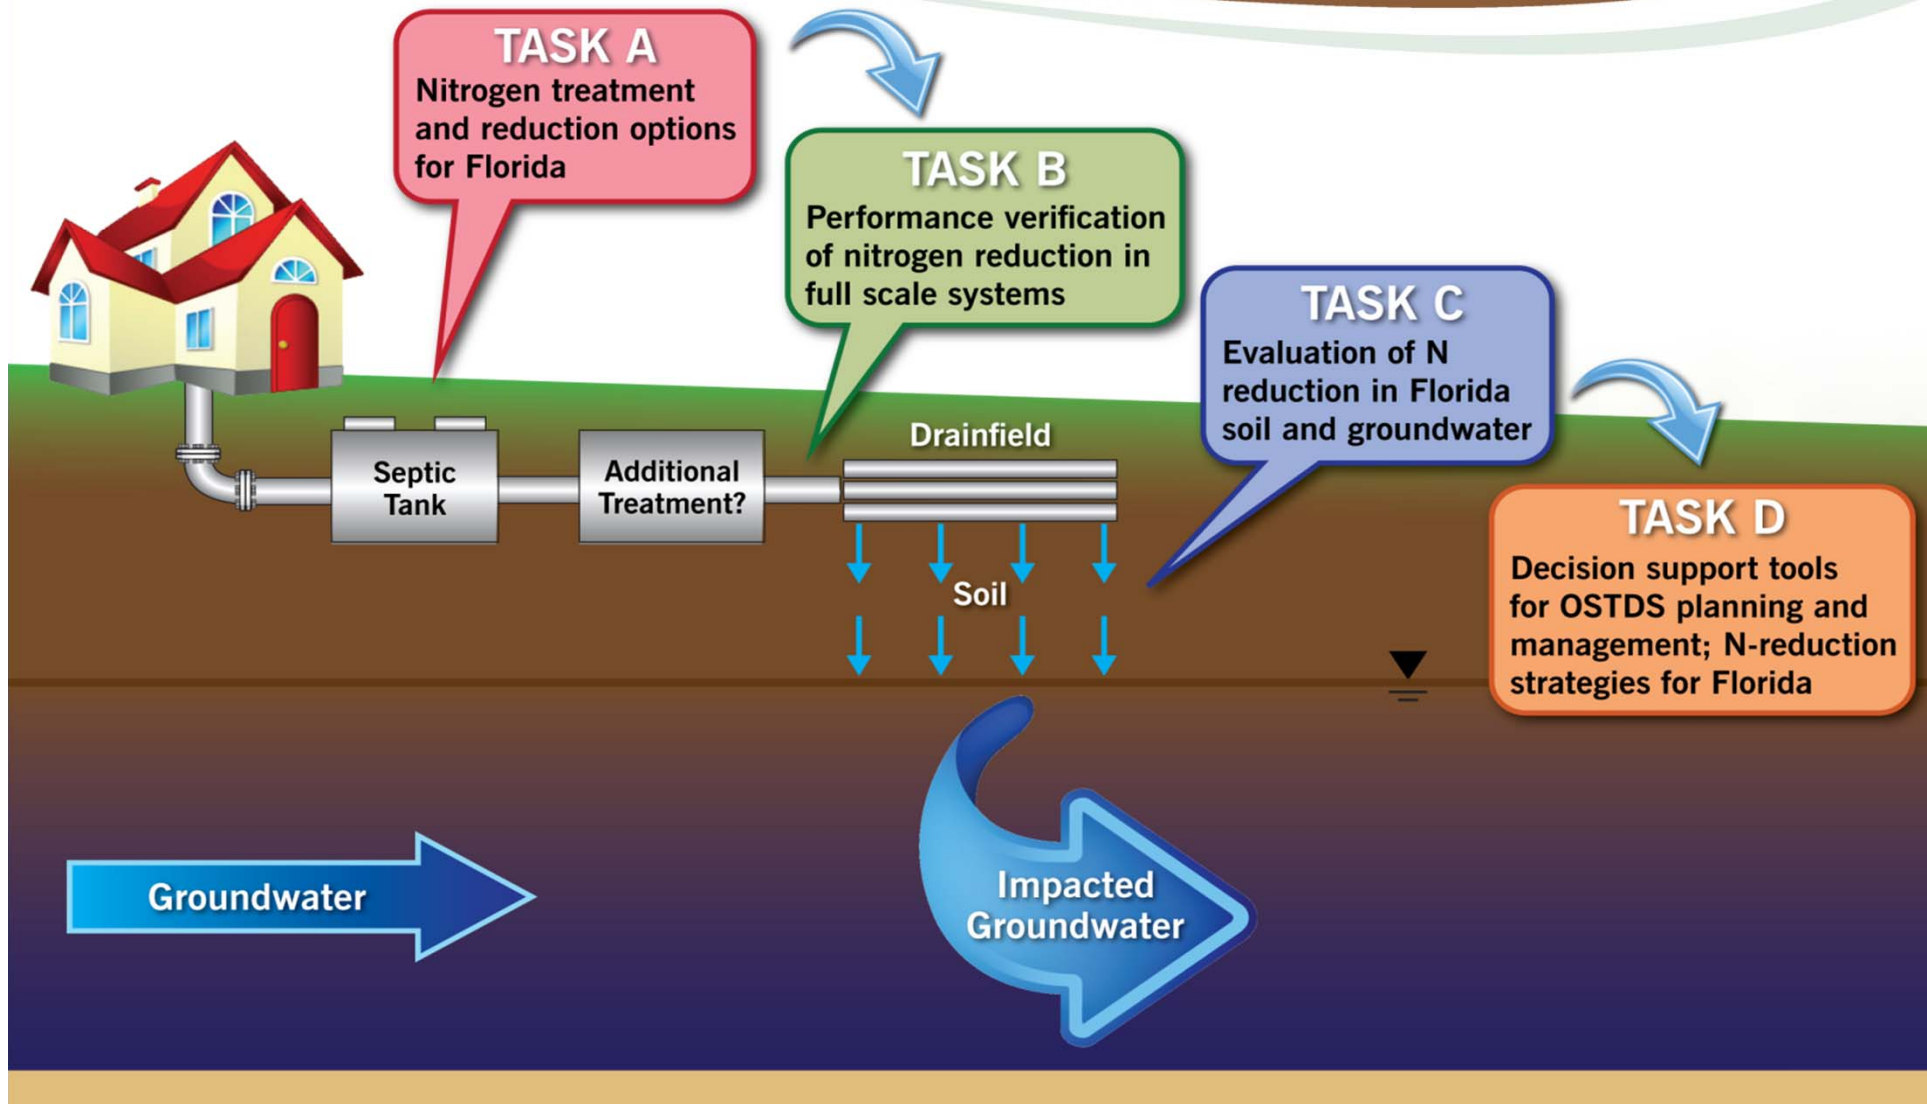 TASK A
Nitrogen treatment
and reduction options
for Florida
TASK B
Performance verification
of nitrogen reduction in
full scale systems
TASK C
Evaluation of N
reduction in Florida
soil and groundwater
TASK D
Decision support tools
for OSTDS planning and
management; N-reduction
strategies for Florida
Septic
Tank
Additional
Treatment?
Drainfield
Soil
Groundwater
Impacted
Groundwater